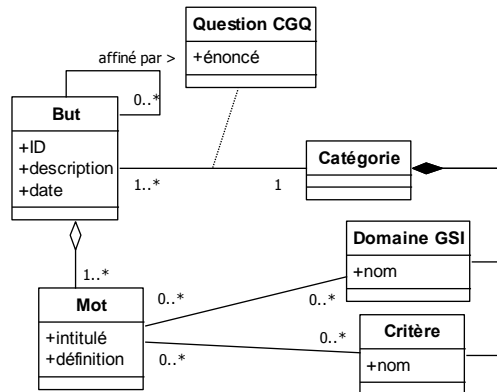 Question CGQ
+énoncé
affiné par >
0..*
But
+ID
+description
+date
1..*
1
Catégorie
1..*
Mot
+intitulé
+définition
0..*
0..*
Domaine GSI
+nom
0..*
0..*
Critère
+nom